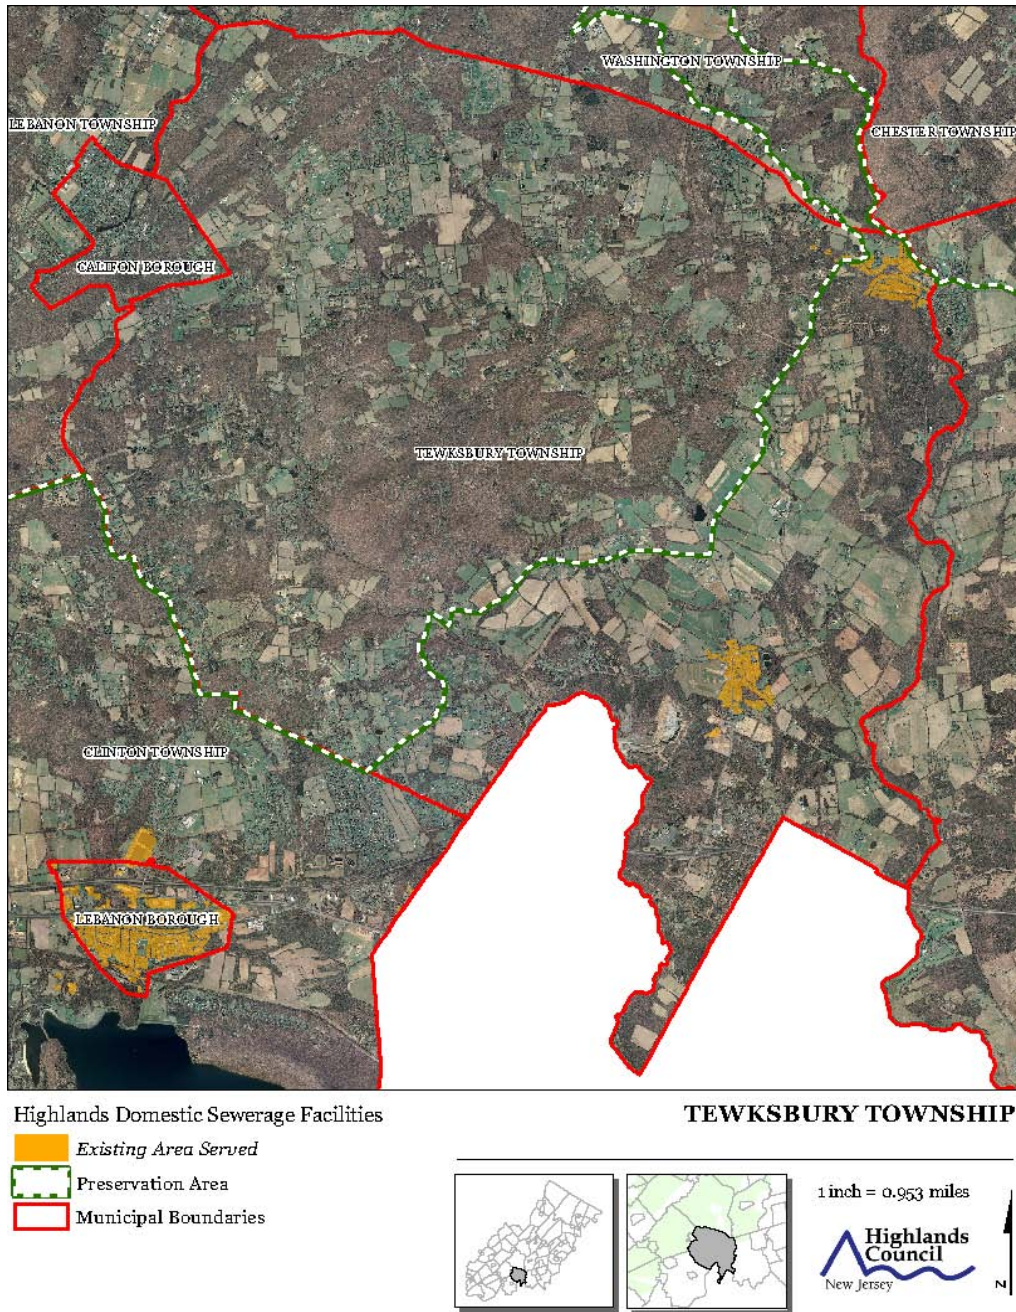 WASHINGTON TOWNSHIP
LEBANON TOWNSHIP
CHESTER TOWNSHIP
CALIFON BOROUGH
TEWKSBURY TOWNSHIP
CLINTON TOWNSHIP
LEBANON BOROUGH
Highlands Domestic Sewerage Facilities
Existing Area Served
Preservation Area
Municipal Boundaries
TEWKSBURY TOWNSHIP
1 inch = 0.953 miles
Highlands
Council
New Jersey
N